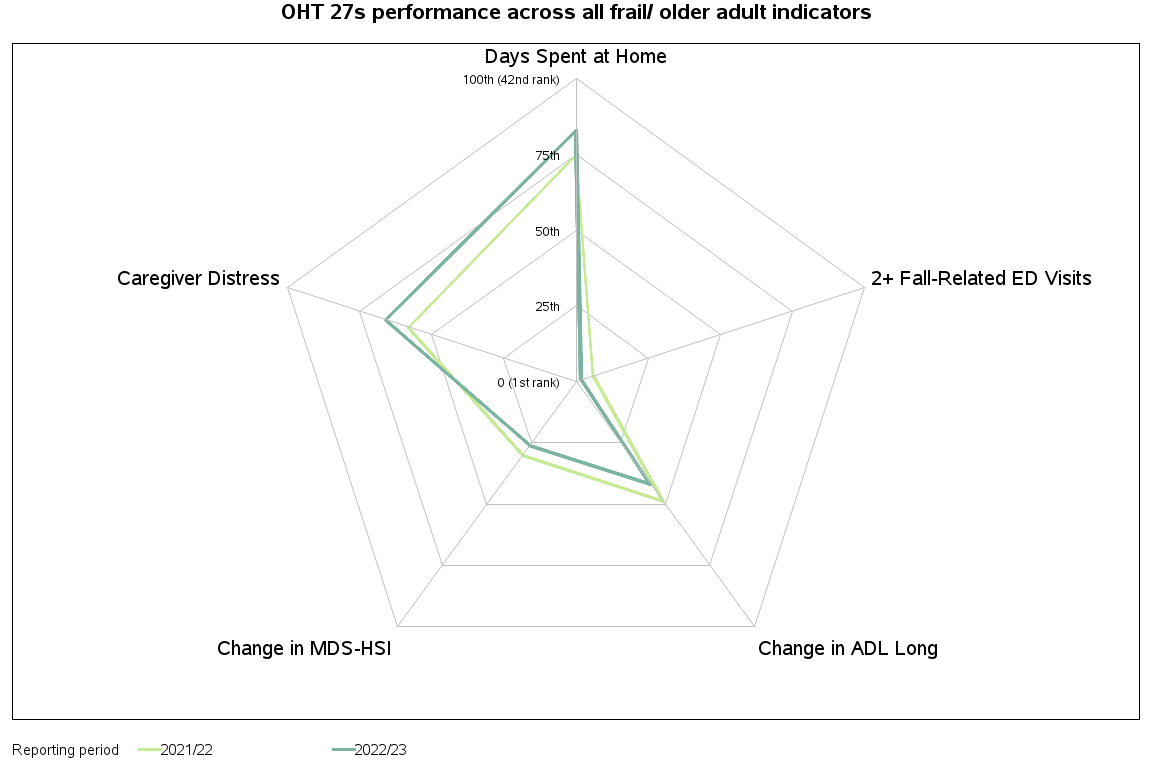 OHT 27s performance across all frail/ older adult indicators
Days Spent at Home
100th (42nd rank)
75th
50th
Caregiver Distress
2+ Fall-Related ED Visits
25th
0 (1st rank)
Change in MDS-HSI
Change in ADL Long
Reporting period
2021/22
2022/23